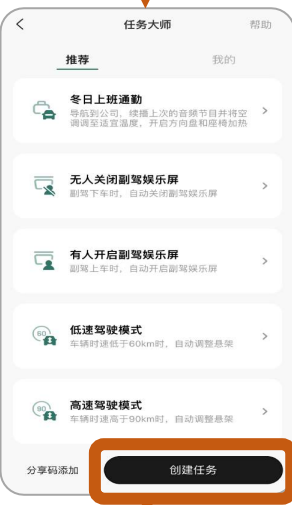 任务大师
帮助
推荐
我的
冬日上班通勤
导航到公司，续播上次的音频节目并将空
调调至适宜温度，开启方向盘和座椅加热
无人关闭副驾娱乐屏
副驾下车时，自动关闭副驾娱乐屏
有人开启副驾娱乐屏
副驾上车时，自动开启副驾娱乐屏
60
低速驾驶模式
车辆时速低于60km时，自动调整悬架
90
高速驾驶模式
车辆时速高于90km时，自动调整悬架
分享码添加
创建任务